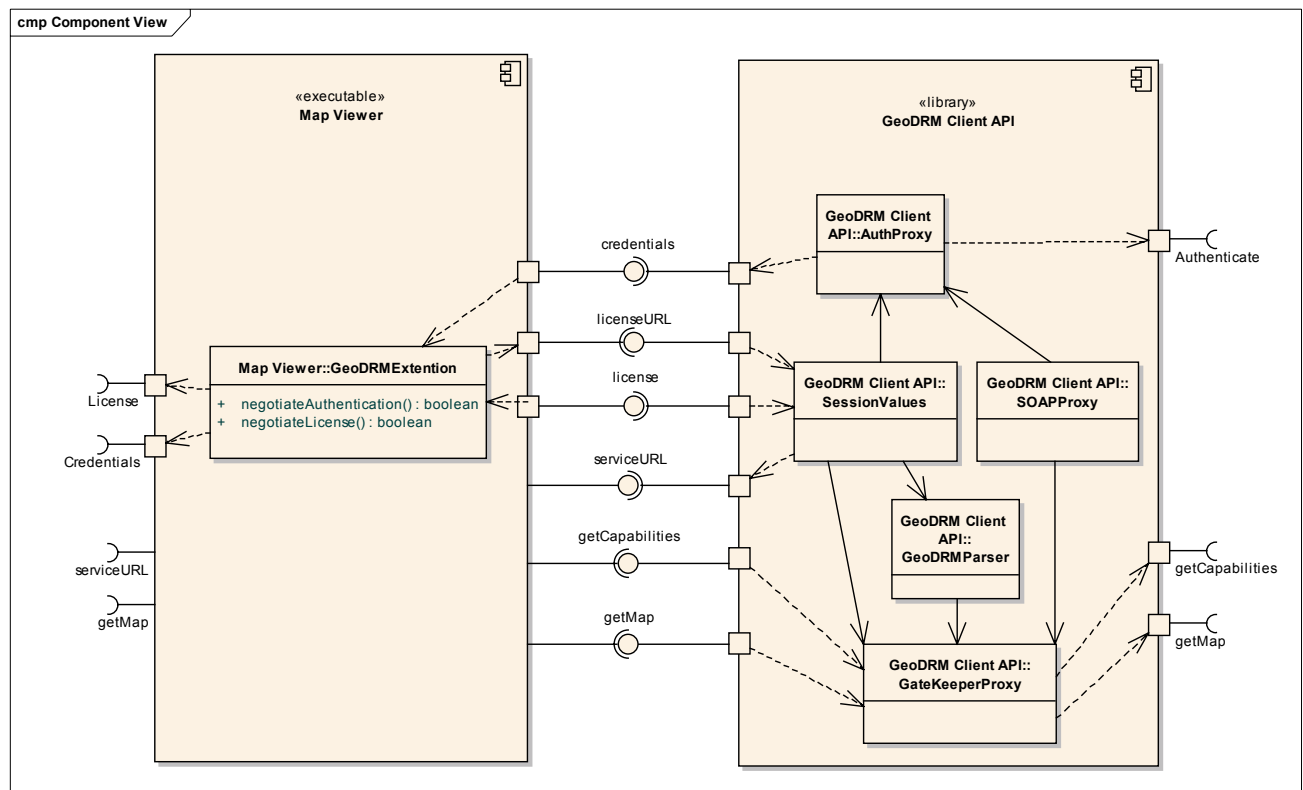 cmp Component View
«executable»
Map Viewer
Map Viewer::GeoDRMExtention
+ negotiateAuthentication() : boolean
+ negotiateLicense() : boolean
License
Credentials
serviceURL
getMap
credentials
licenseURL
license
serviceURL
getCapabilities
getMap
«library»
GeoDRM Client API
GeoDRM Client
API::AuthProxy
GeoDRM Client API::
SessionValues
GeoDRM Client API::
SOAPProxy
GeoDRM Client
API::
GeoDRMParser
GeoDRM Client API::
GateKeeperProxy
Authenticate
getCapabilities
getMap